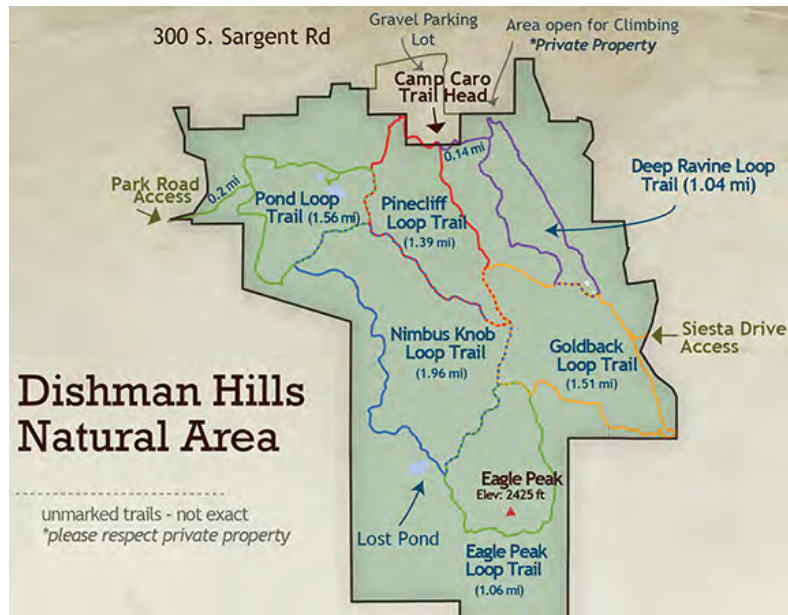 300 S. Sargent Rd
Gravel Parking
Lot
Area open for Climbing
*Private Property
Camp Caro
Trail Head
0.14 mi
Deep Ravine Loop
Trail (1.04 mi)
Park Road
Access
0.2 mi
Pond Loop
Trail (1.56 mi)
Pinecliff
Loop Trail
(1.39 mi)
Nimbus Knob
Loop Trail
(1.96 mi)
Goldback
Loop Trail
(1.51 mi)
Siesta Drive
Access
Dishman Hills
Natural Area
Eagle Peak
Elev: 2425 ft
unmarked trails - not exact
*please respect private property
Lost Pond
Eagle Peak
Loop Trail
(1.06 mi)